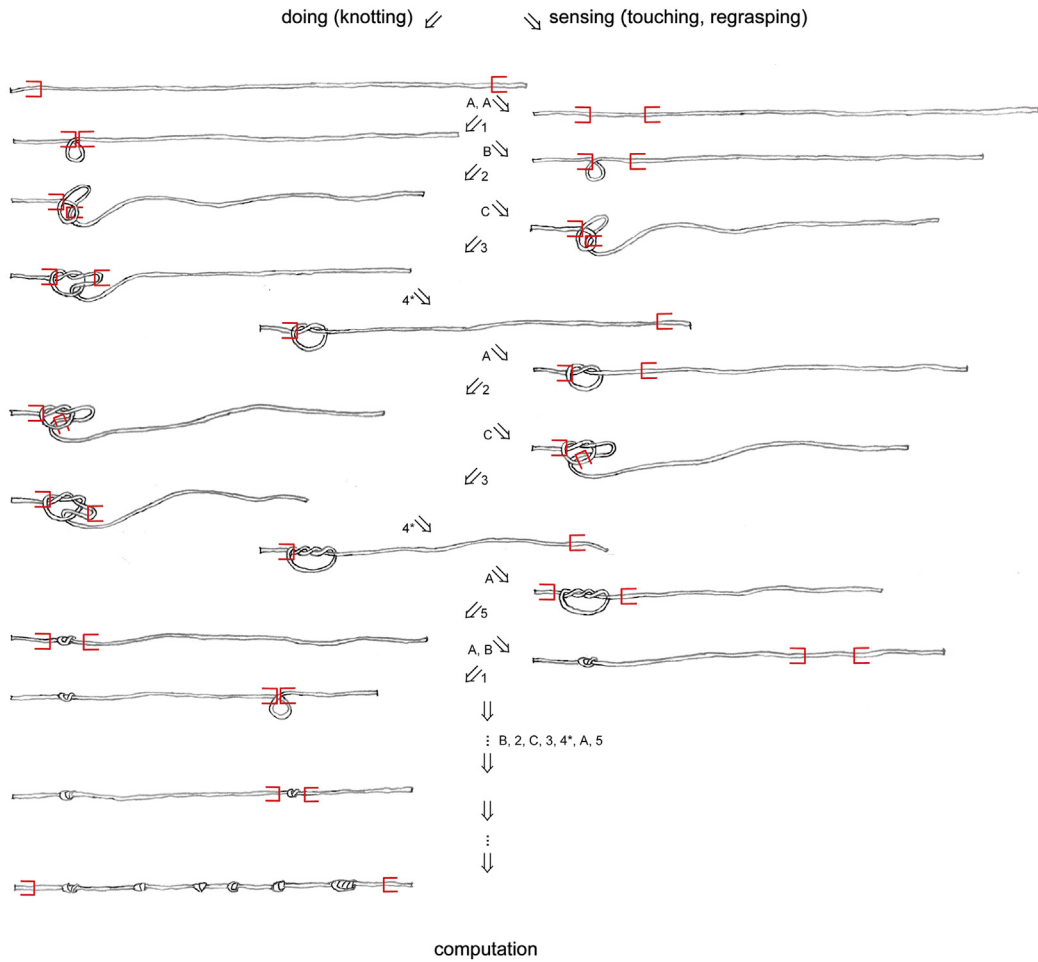 doing (knotting) ⇙ ⇘ sensing (touching, regrasping)
A, A ⇘
⇙ 1
B ⇘
⇙ 2
C ⇘
⇙ 3
4* ⇘
A ⇘
⇙ 2
C ⇘
⇙ 3
4* ⇘
A ⇘
⇙ 5
A, B ⇘
⇙ 1
⇓
⋮ B, 2, C, 3, 4*, A, 5
⇓
⇓
⋮
⇓
computation